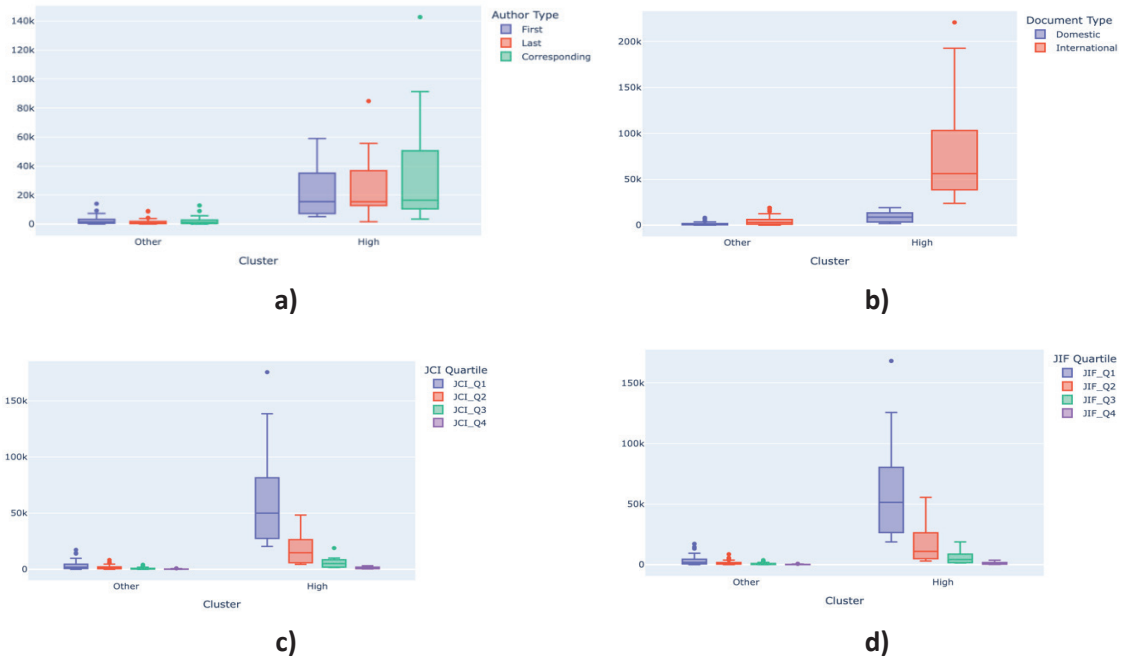 Author Type
First
Last
Corresponding
140k
120k
100k
80k
60k
40k
20k
0
Other
High
Cluster
a)
Document Type
Domestic
International
200k
150k
100k
50k
0
Other
High
Cluster
b)
JCI Quartile
JCI_Q1
JCI_Q2
JCI_Q3
JCI_Q4
150k
100k
50k
0
Other
High
Cluster
c)
JIF Quartile
JIF_Q1
JIF_Q2
JIF_Q3
JIF_Q4
150k
100k
50k
0
Other
High
Cluster
d)